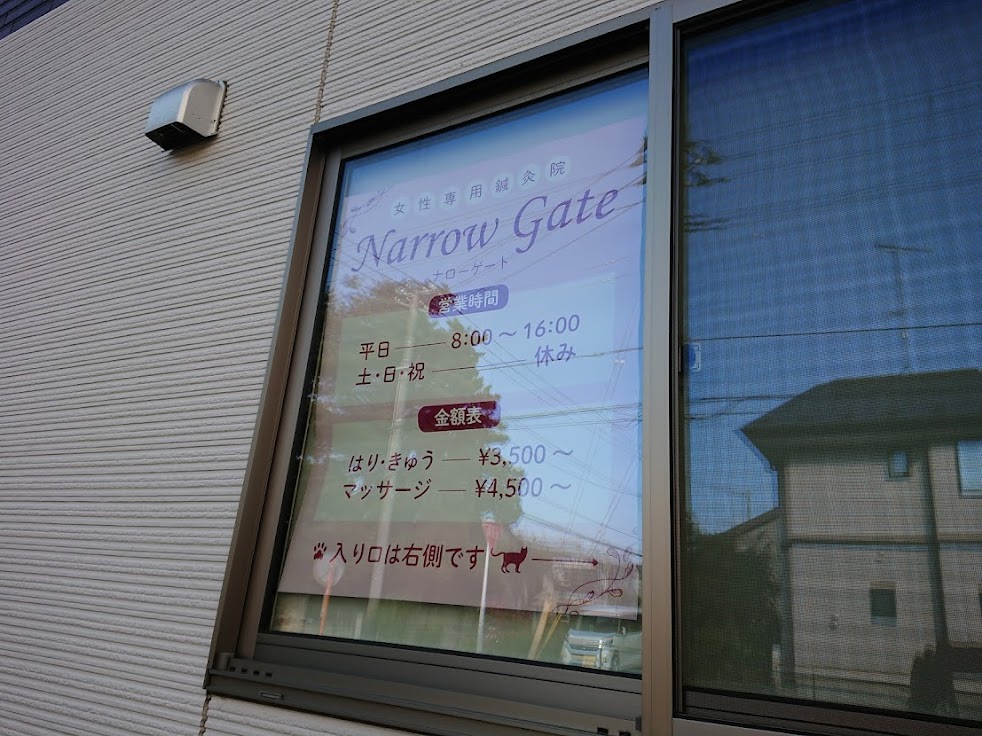 女性専用鍼灸院
Narrow Gate
ナローゲート
営業時間
平日 — 8:00 ～ 16:00
土・日・祝 — 休み
金額表
はり・きゅう — ¥3,500 ～
マッサージ — ¥4,500 ～
入り口は右側です